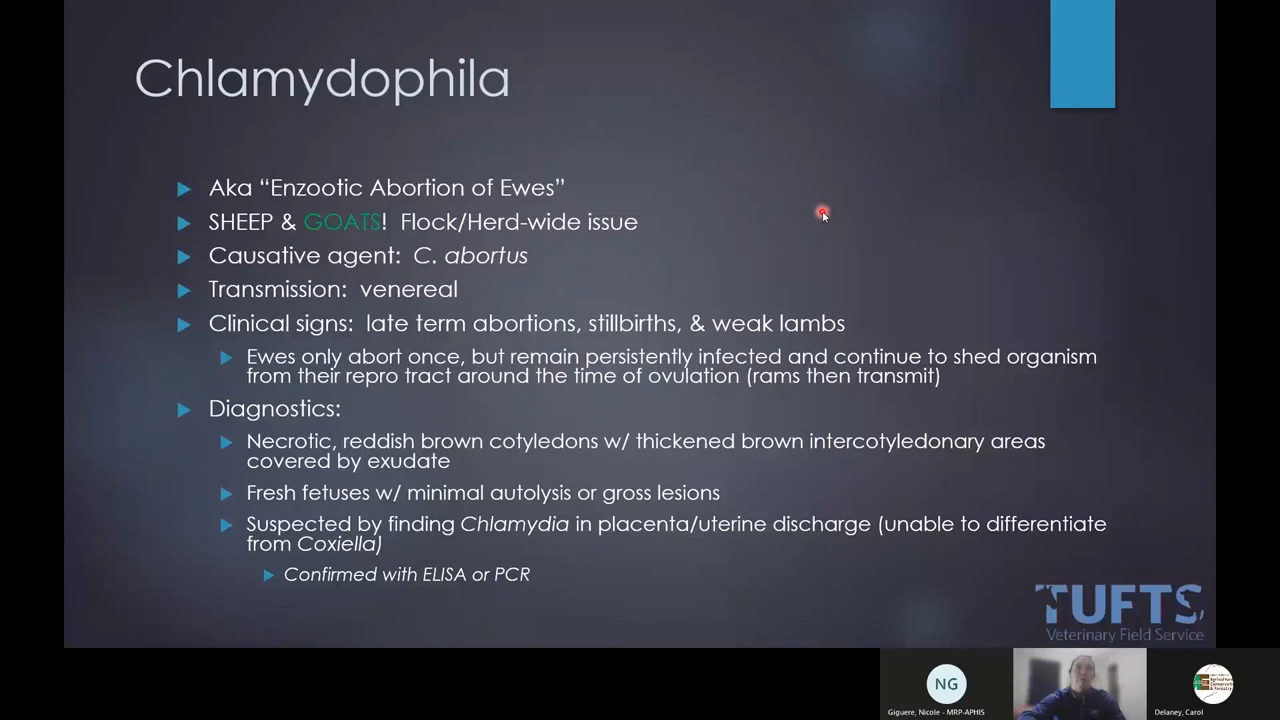 Chlamydophila
Aka “Enzootic Abortion of Ewes”
SHEEP & GOATS!  Flock/Herd-wide issue
Causative agent:  C. abortus
Transmission:  venereal
Clinical signs:  late term abortions, stillbirths, & weak lambs
Ewes only abort once, but remain persistently infected and continue to shed organism
from their repro tract around the time of ovulation (rams then transmit)
Diagnostics:
Necrotic, reddish brown cotyledons w/ thickened brown intercotyledonary areas
covered by exudate
Fresh fetuses w/ minimal autolysis or gross lesions
Suspected by finding Chlamydia in placenta/uterine discharge (unable to differentiate
from Coxiella)
Confirmed with ELISA or PCR
TUFTS
Veterinary Field Service
NG
Giguere, Nicole - MRP-APHIS
Delaney, Carol